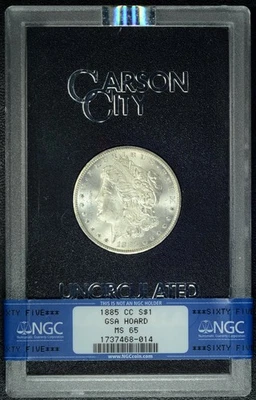 CARSON
CITY
UNCIRCULATED
THIS IS NOT AN NGC HOLDER
***SIXTY FIVE***
NGC
1885 CC S$1
GSA HOARD
MS 65
1737468-014
www.NGCcoin.com
***SIXTY FIVE***
NGC